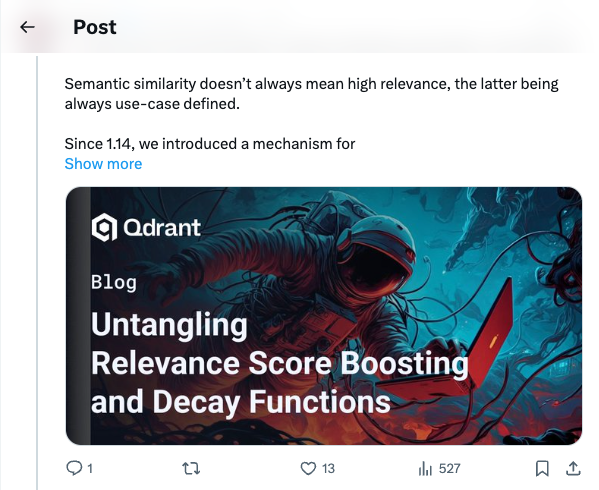 Post
Semantic similarity doesn’t always mean high relevance, the latter being
always use-case defined.
Since 1.14, we introduced a mechanism for
Show more
Qdrant
Blog
Untangling
Relevance Score Boosting
and Decay Functions
1
13
527